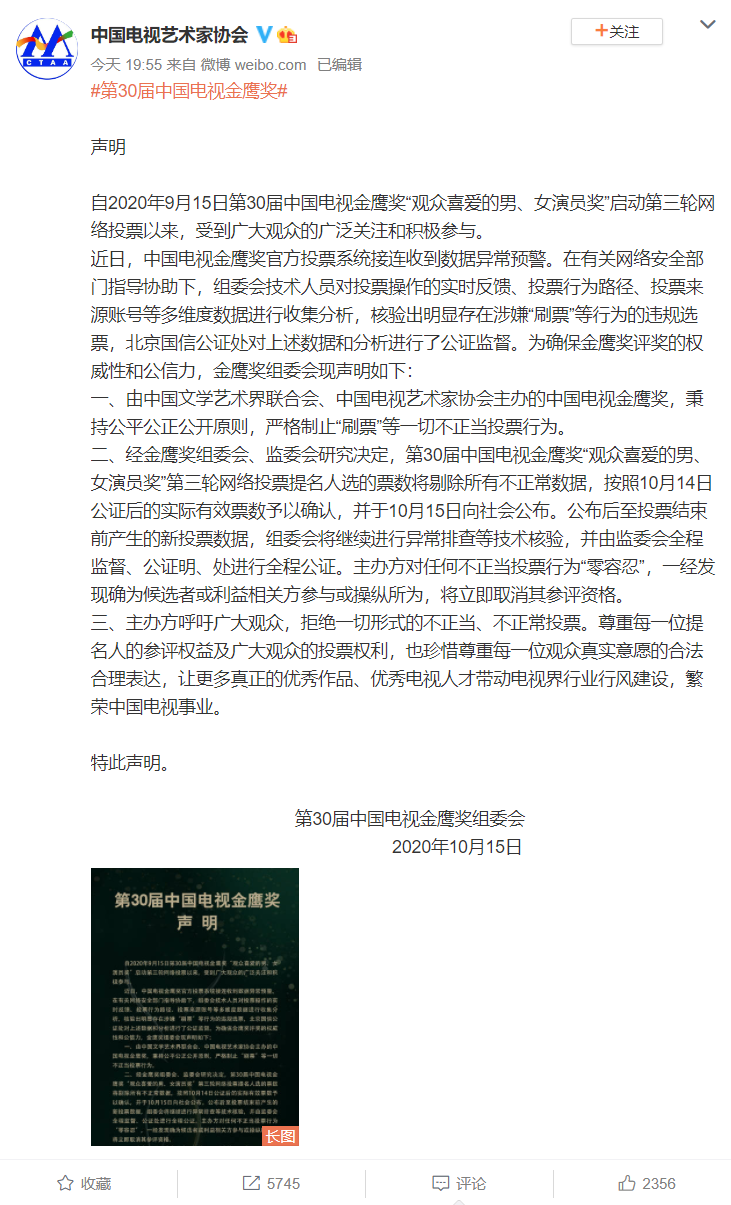 中国电视艺术家协会
+关注
今天 19:55 来自 微博 weibo.com 已编辑
CTAA
#第30届中国电视金鹰奖#
声明
自2020年9月15日第30届中国电视金鹰奖“观众喜爱的男、女演员奖”启动第三轮网
络投票以来，受到广大观众的广泛关注和积极参与。
近日，中国电视金鹰奖官方投票系统接连收到数据异常预警。在有关网络安全部
门指导协助下，组委会技术人员对投票操作的实时反馈、投票行为路径、投票来
源账号等多维度数据进行收集分析，核验出明显存在涉嫌“刷票”等行为的违规选
票，北京国信公证处对上述数据和分析进行了公证监督。为确保金鹰奖评奖的权
威性和公信力，金鹰奖组委会现声明如下：
一、由中国文学艺术界联合会、中国电视艺术家协会主办的中国电视金鹰奖，秉
持公平公正公开原则，严格制止“刷票”等一切不正当投票行为。
二、经金鹰奖组委会、监委会研究决定，第30届中国电视金鹰奖“观众喜爱的男、
女演员奖”第三轮网络投票提名人选的票数将剔除所有不正常数据，按照10月14日
公证后的实际有效票数予以确认，并于10月15日向社会公布。公布后至投票结束
前产生的新投票数据，组委会将继续进行异常排查等技术核验，并由监委会全程
监督、公证明、处进行全程公证。主办方对任何不正当投票行为“零容忍”，一经发
现确为候选者或利益相关方参与或操纵所为，将立即取消其参评资格。
三、主办方呼吁广大观众，拒绝一切形式的不正当、不正常投票。尊重每一位提
名人的参评权益及广大观众的投票权利，也珍惜尊重每一位观众真实意愿的合法
合理表达，让更多真正的优秀作品、优秀电视人才带动电视界行业行风建设，繁
荣中国电视事业。
特此声明。
第30届中国电视金鹰奖组委会
2020年10月15日
第30届中国电视金鹰奖
声 明
长图
收藏
5745
评论
2356